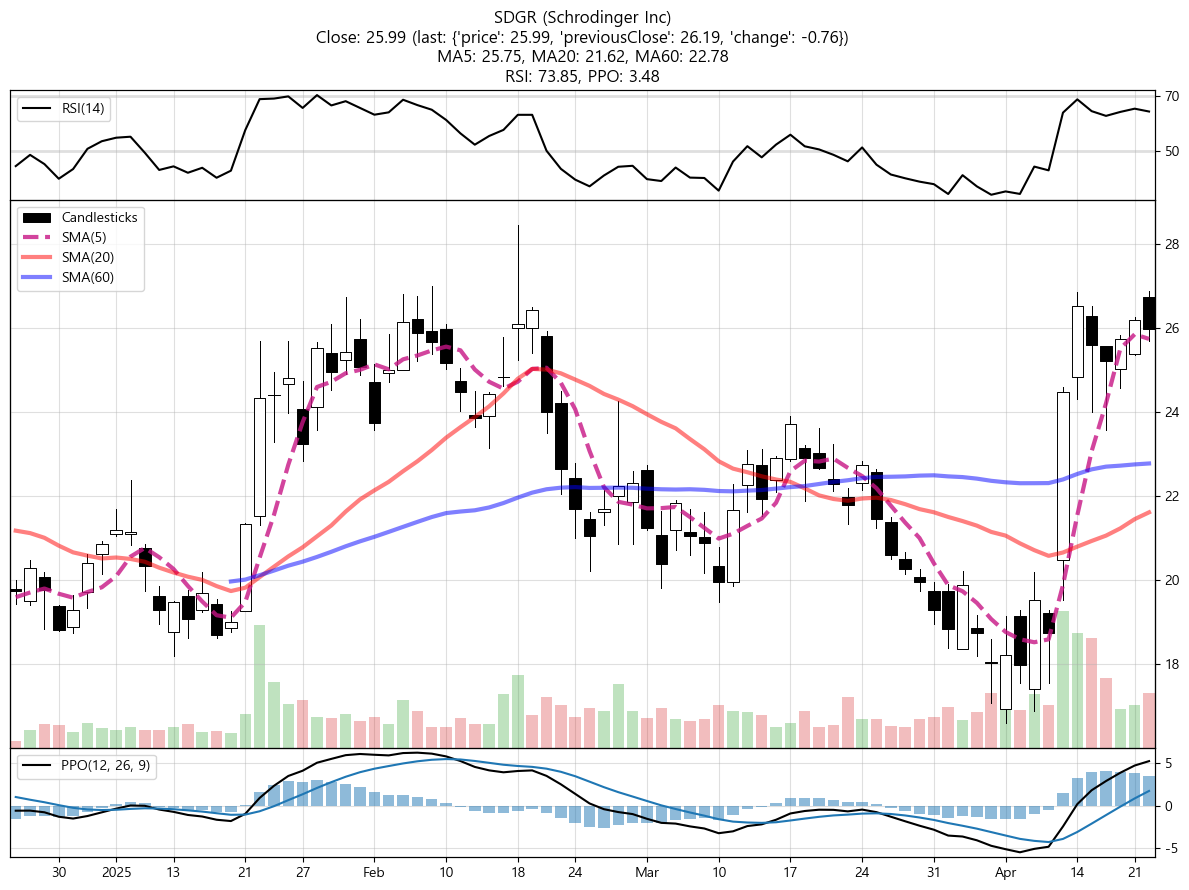 SDGR (Schrodinger Inc)
Close: 25.99 (last: {'price': 25.99, 'previousClose': 26.19, 'change': -0.76})
MA5: 25.75, MA20: 21.62, MA60: 22.78
RSI: 73.85, PPO: 3.48
RSI(14)
70
50
Candlesticks
SMA(5)
SMA(20)
SMA(60)
28
26
24
22
20
18
PPO(12, 26, 9)
5
0
-5
30 2025 13 21 27 Feb 10 18 24 Mar 10 17 24 31 Apr 14 21